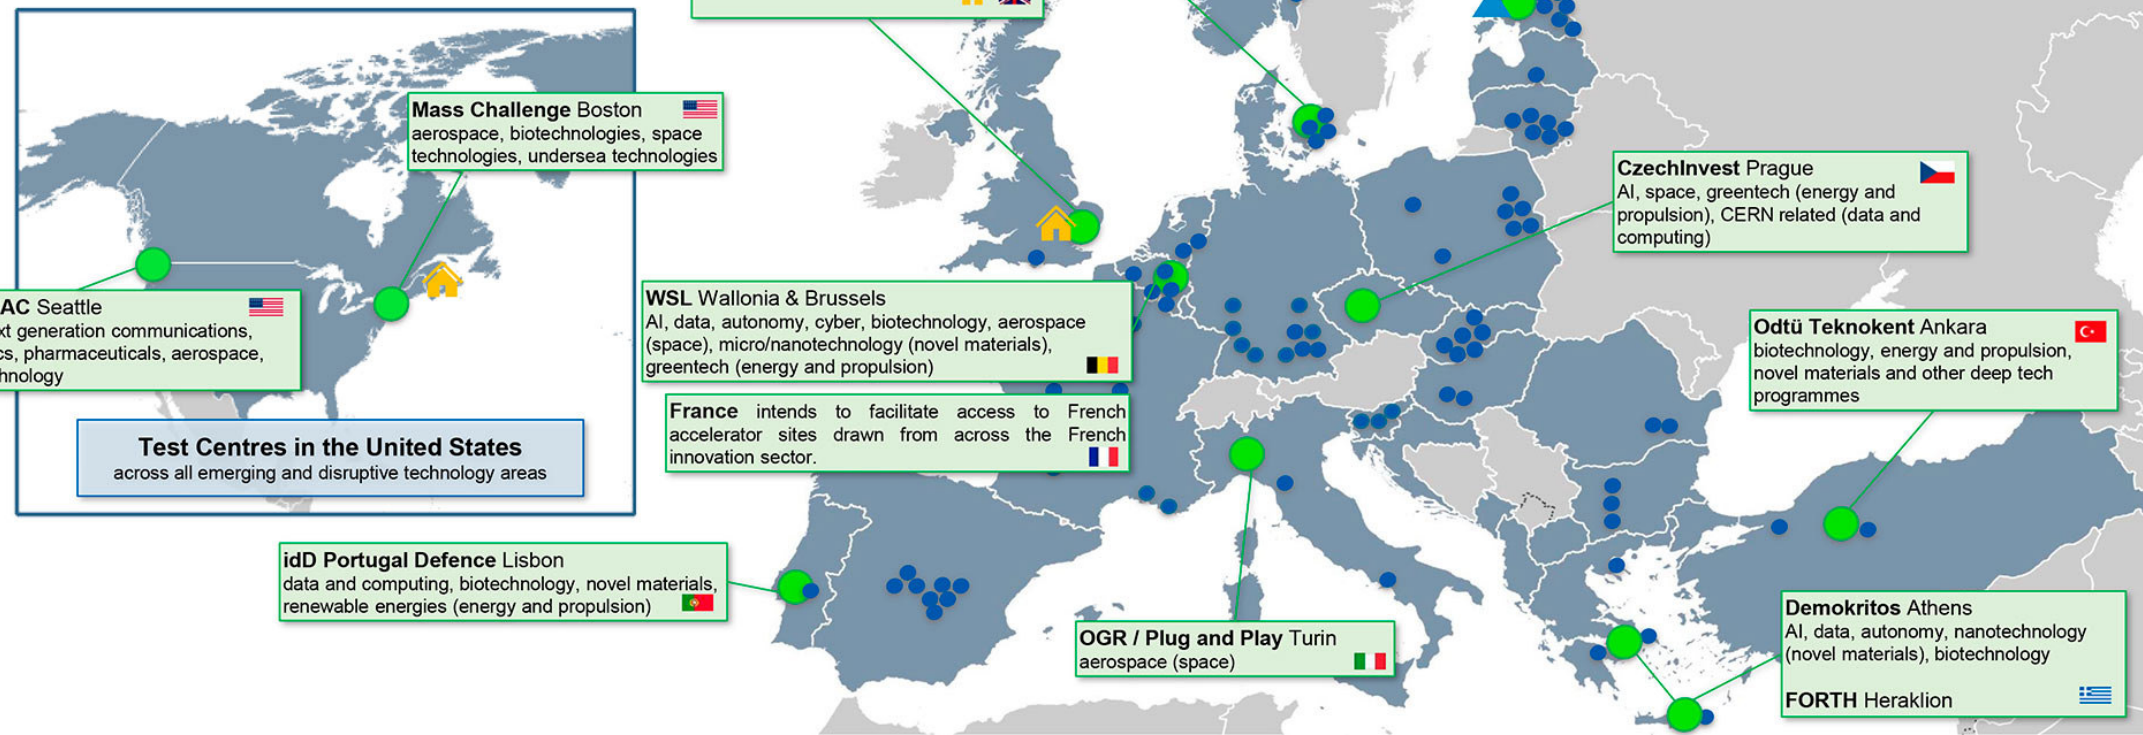 Mass Challenge Boston
aerospace, biotechnologies, space
technologies, undersea technologies
AC Seattle
xt generation communications,
cs, pharmaceuticals, aerospace,
hnology
Test Centres in the United States
across all emerging and disruptive technology areas
WSL Wallonia & Brussels
AI, data, autonomy, cyber, biotechnology, aerospace
(space), micro/nanotechnology (novel materials),
greentech (energy and propulsion)
France intends to facilitate access to French
accelerator sites drawn from across the French
innovation sector.
CzechInvest Prague
AI, space, greentech (energy and
propulsion), CERN related (data and
computing)
Odtü Teknokent Ankara
biotechnology, energy and propulsion,
novel materials and other deep tech
programmes
idD Portugal Defence Lisbon
data and computing, biotechnology, novel materials,
renewable energies (energy and propulsion)
OGR / Plug and Play Turin
aerospace (space)
Demokritos Athens
AI, data, autonomy, nanotechnology
(novel materials), biotechnology
FORTH Heraklion